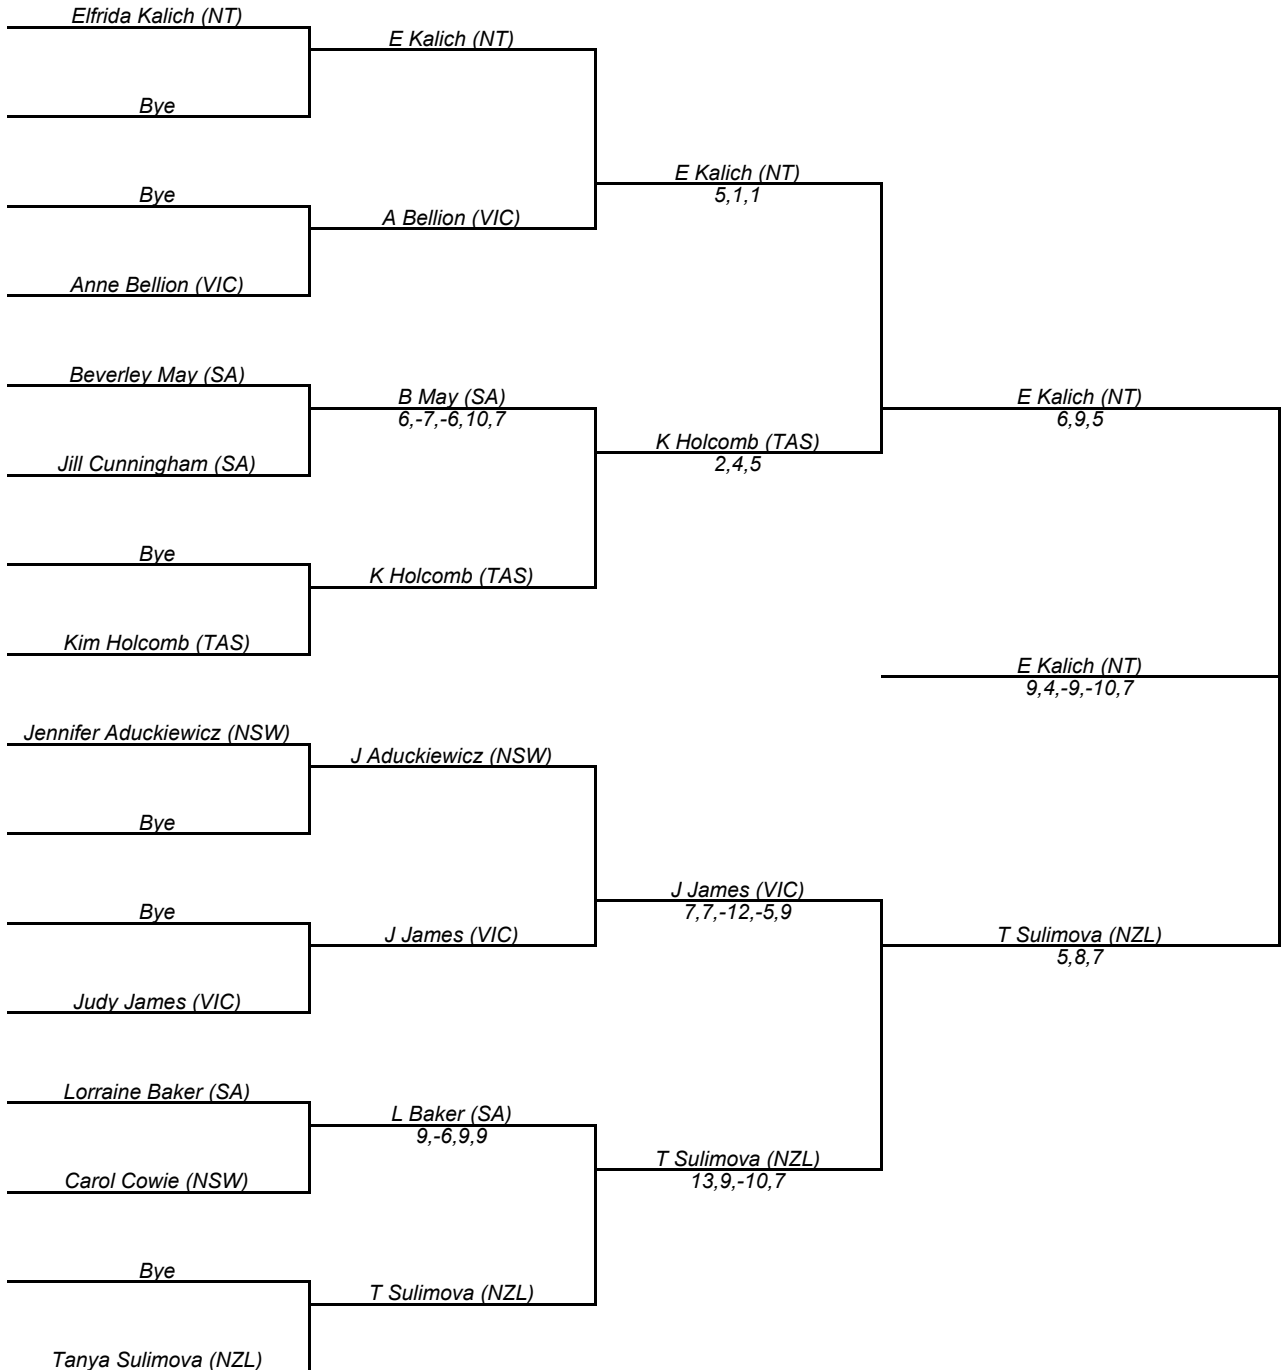 Elfrida Kalich (NT)
E Kalich (NT)
Bye
E Kalich (NT)
5,1,1
Bye
A Bellion (VIC)
Anne Bellion (VIC)
Beverley May (SA)
B May (SA)
6,-7,-6,10,7
E Kalich (NT)
6,9,5
K Holcomb (TAS)
2,4,5
Jill Cunningham (SA)
Bye
K Holcomb (TAS)
Kim Holcomb (TAS)
E Kalich (NT)
9,4,-9,-10,7
Jennifer Aduckiewicz (NSW)
J Aduckiewicz (NSW)
Bye
J James (VIC)
7,7,-12,-5,9
Bye
J James (VIC)
T Sulimova (NZL)
5,8,7
Judy James (VIC)
Lorraine Baker (SA)
L Baker (SA)
9,-6,9,9
T Sulimova (NZL)
13,9,-10,7
Carol Cowie (NSW)
Bye
T Sulimova (NZL)
Tanya Sulimova (NZL)